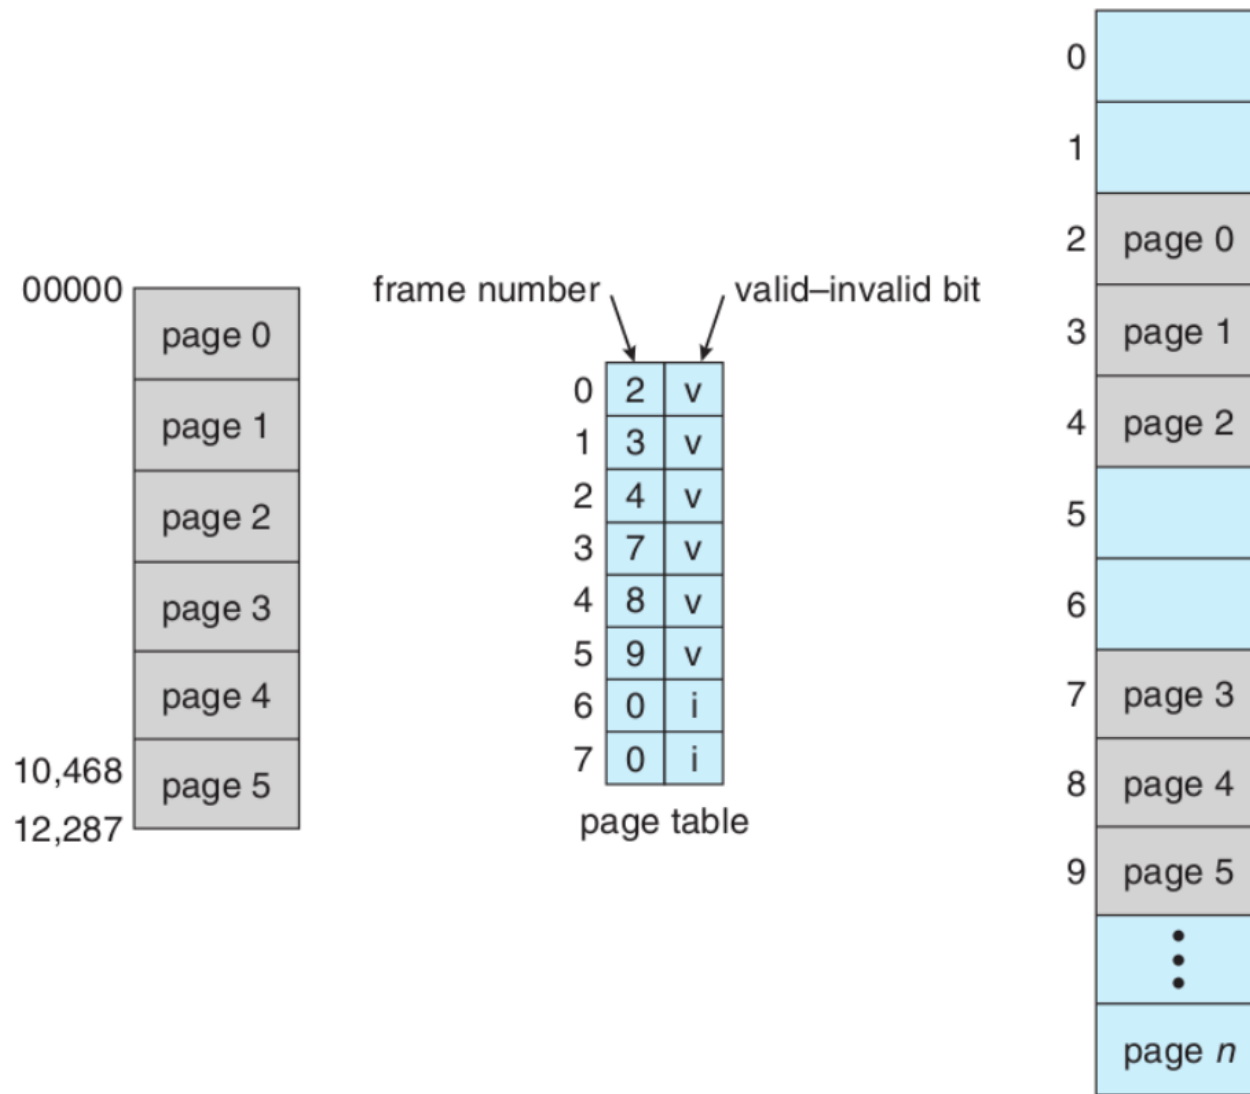 00000
page 0
page 1
page 2
page 3
page 4
10,468
page 5
12,287
frame number
valid–invalid bit
0 2 v
1 3 v
2 4 v
3 7 v
4 8 v
5 9 v
6 0 i
7 0 i
page table
0
1
2 page 0
3 page 1
4 page 2
5
6
7 page 3
8 page 4
9 page 5
page n